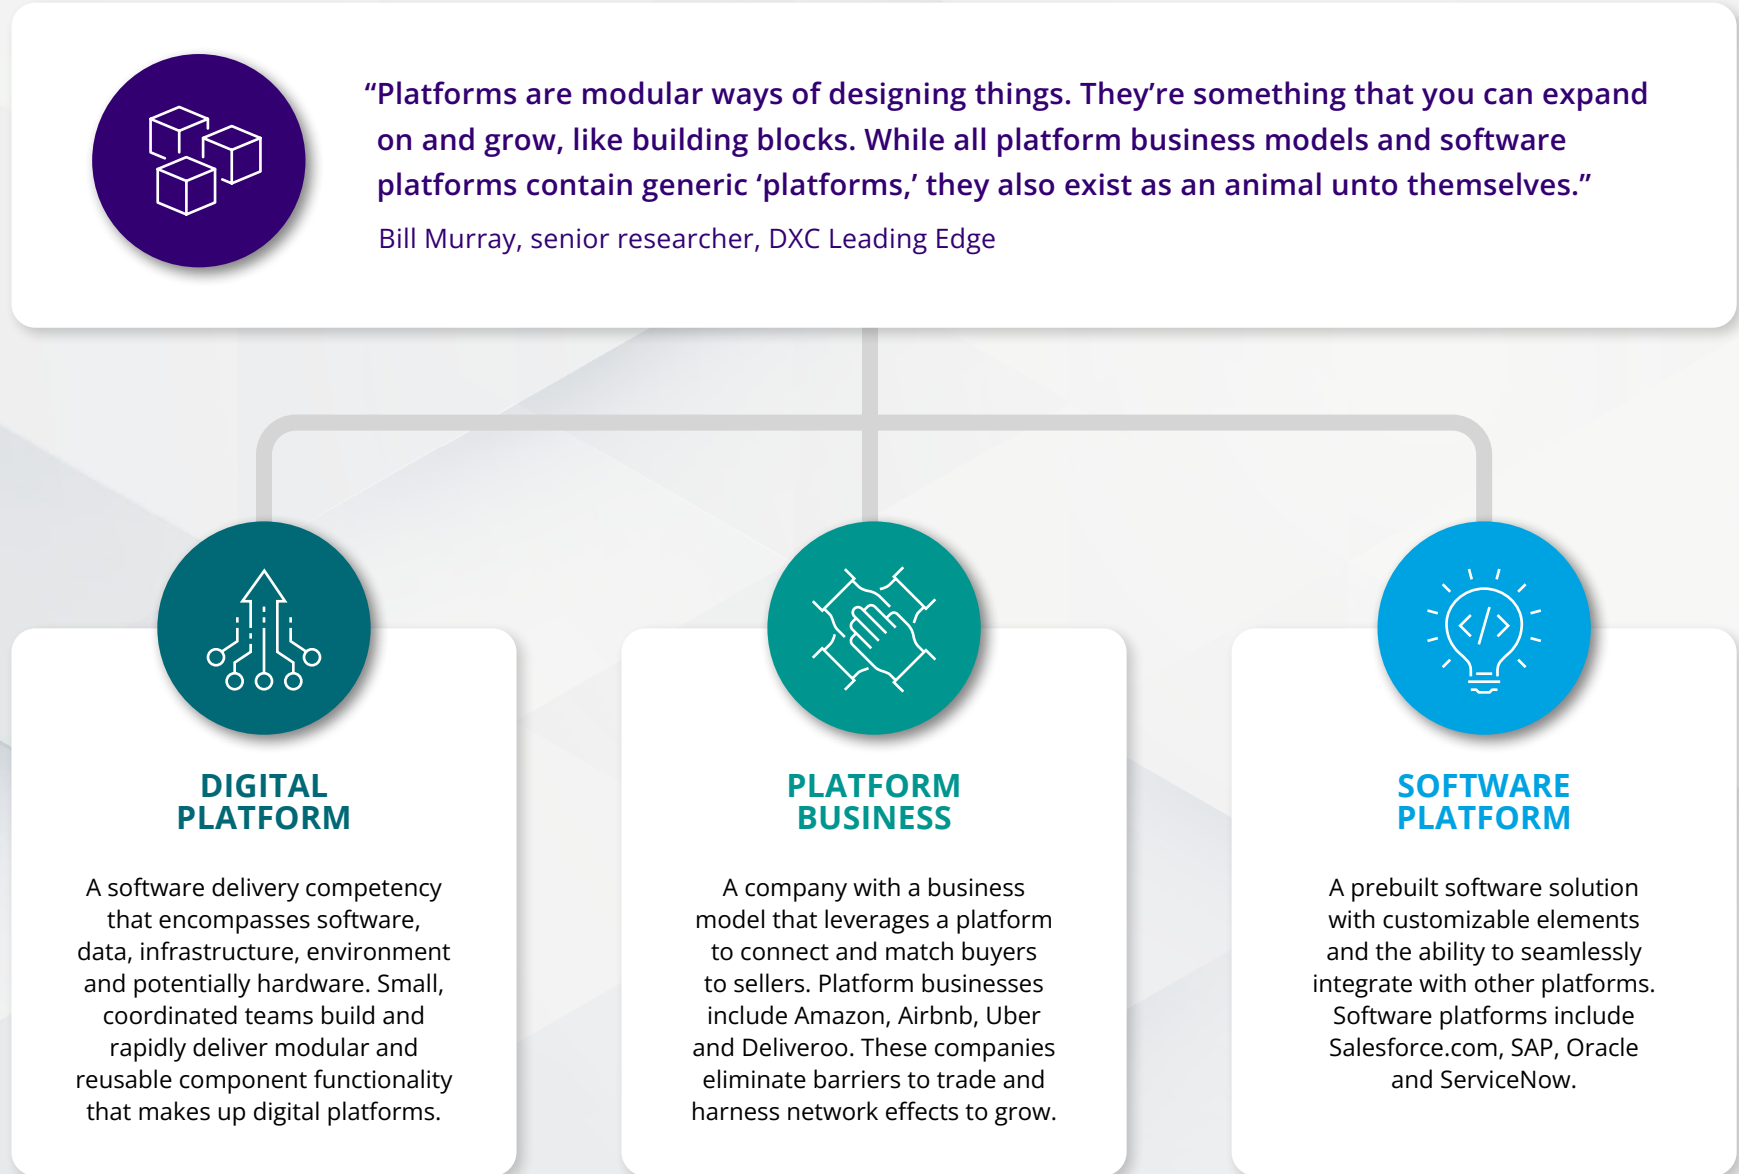 “Platforms are modular ways of designing things. They’re something that you can expand
on and grow, like building blocks. While all platform business models and software
platforms contain generic ‘platforms,’ they also exist as an animal unto themselves.”
Bill Murray, senior researcher, DXC Leading Edge
DIGITAL
PLATFORM
A software delivery competency
that encompasses software,
data, infrastructure, environment
and potentially hardware. Small,
coordinated teams build and
rapidly deliver modular and
reusable component functionality
that makes up digital platforms.
PLATFORM
BUSINESS
A company with a business
model that leverages a platform
to connect and match buyers
to sellers. Platform businesses
include Amazon, Airbnb, Uber
and Deliveroo. These companies
eliminate barriers to trade and
harness network effects to grow.
SOFTWARE
PLATFORM
A prebuilt software solution
with customizable elements
and the ability to seamlessly
integrate with other platforms.
Software platforms include
Salesforce.com, SAP, Oracle
and ServiceNow.